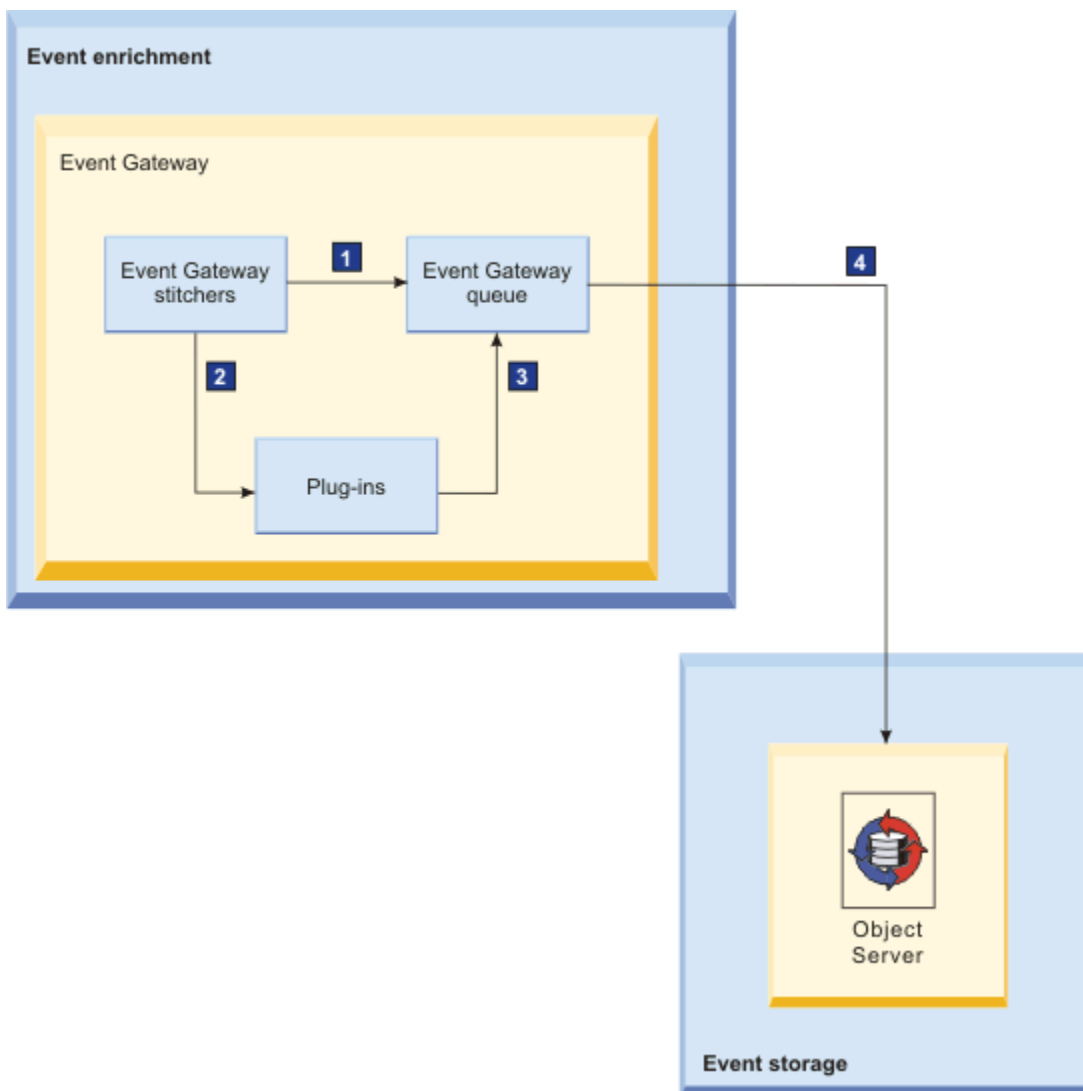 Event enrichment
Event Gateway
Event Gateway
stitchers
1
Event Gateway
queue
4
2
3
Plug-ins
Object
Server
Event storage